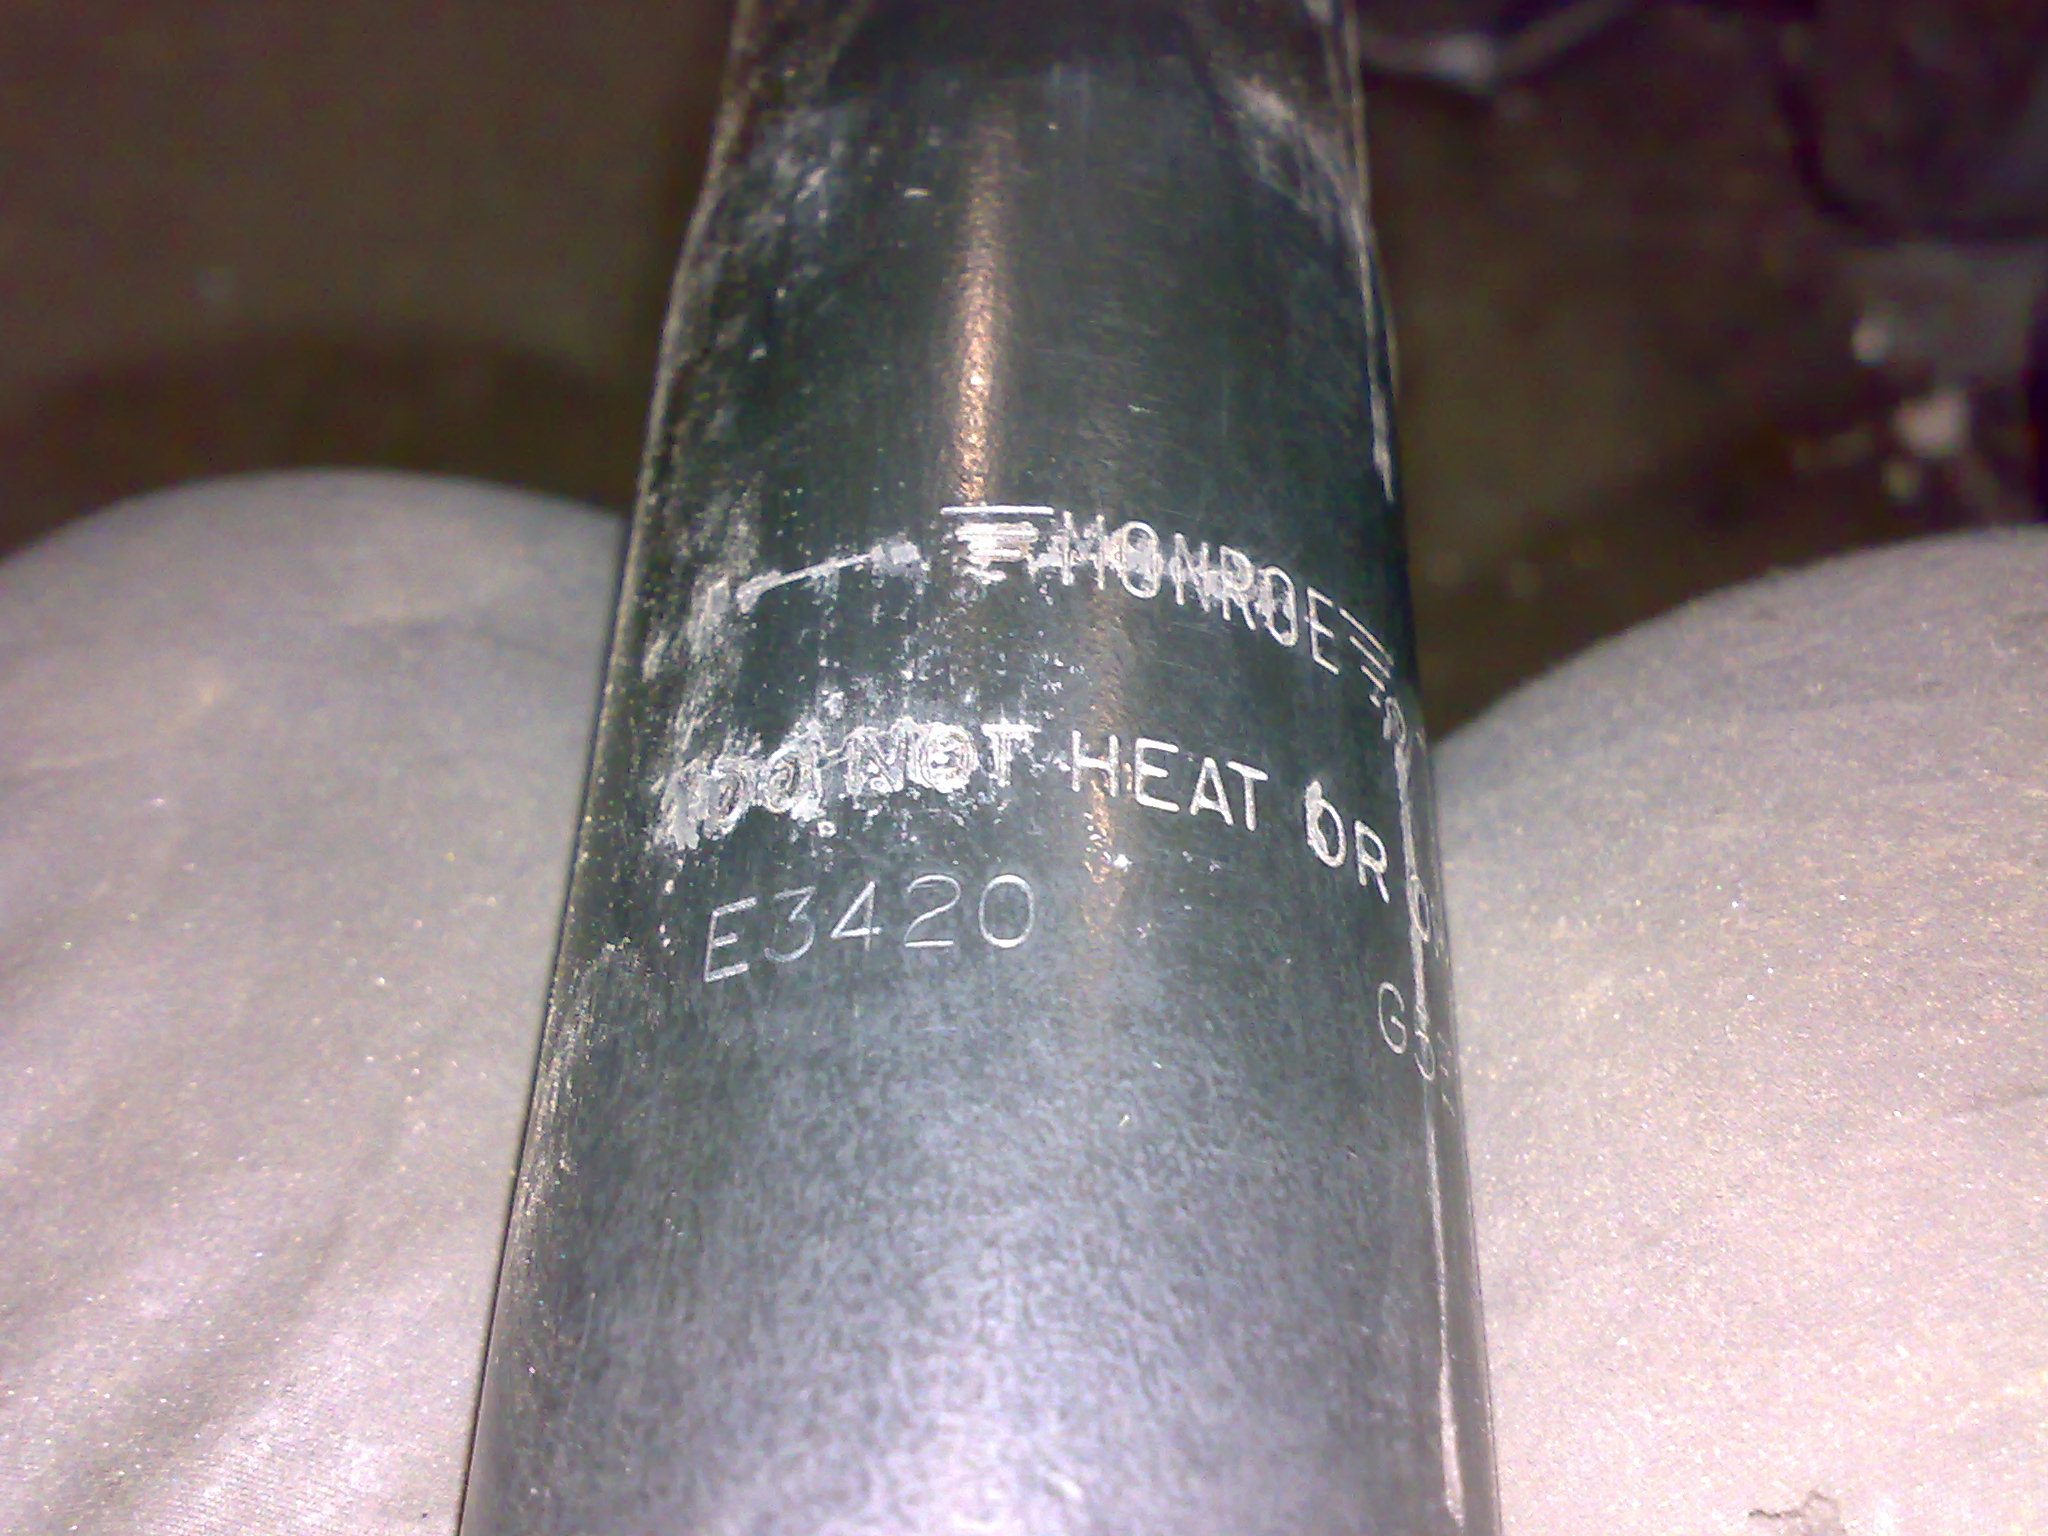 MONROE
DO NOT HEAT OR
E3420
G